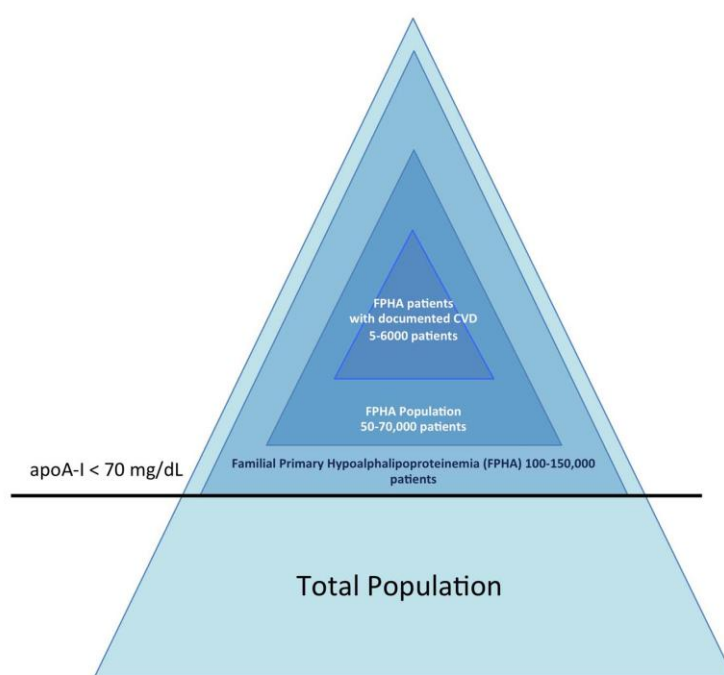 FPHA patients
with documented CVD
5-6000 patients
FPHA Population
50-70,000 patients
apoA-I < 70 mg/dL
Familial Primary Hypoalphalipoproteinemia (FPHA) 100-150,000
patients
Total Population